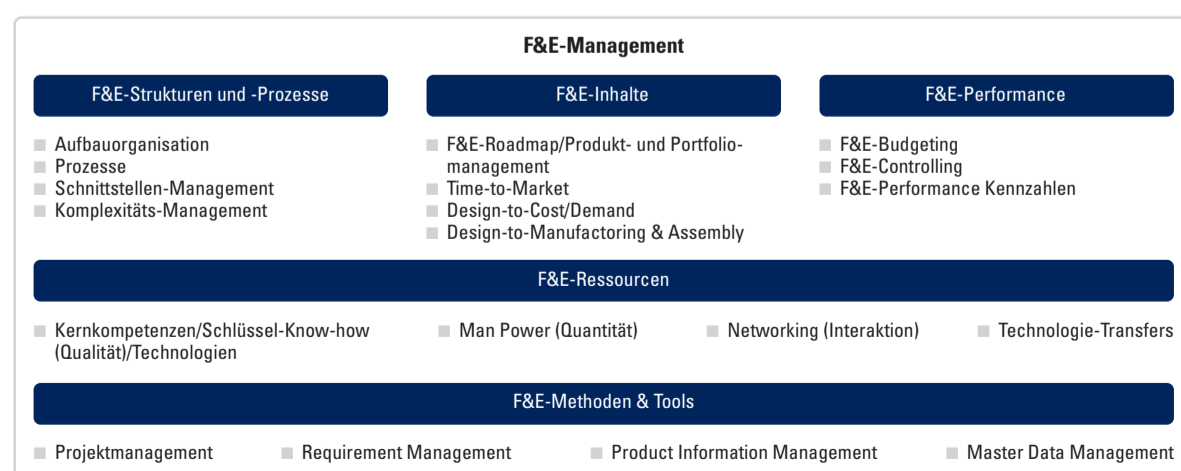 F&E-Management
F&E-Strukturen und -Prozesse
Aufbauorganisation
Prozesse
Schnittstellen-Management
Komplexitäts-Management
F&E-Inhalte
F&E-Roadmap/Produkt- und Portfolio-
management
Time-to-Market
Design-to-Cost/Demand
Design-to-Manufactoring & Assembly
F&E-Performance
F&E-Budgeting
F&E-Controlling
F&E-Performance Kennzahlen
F&E-Ressourcen
Kernkompetenzen/Schlüssel-Know-how
(Qualität)/Technologien
Man Power (Quantität)
Networking (Interaktion)
Technologie-Transfers
F&E-Methoden & Tools
Projektmanagement
Requirement Management
Product Information Management
Master Data Management